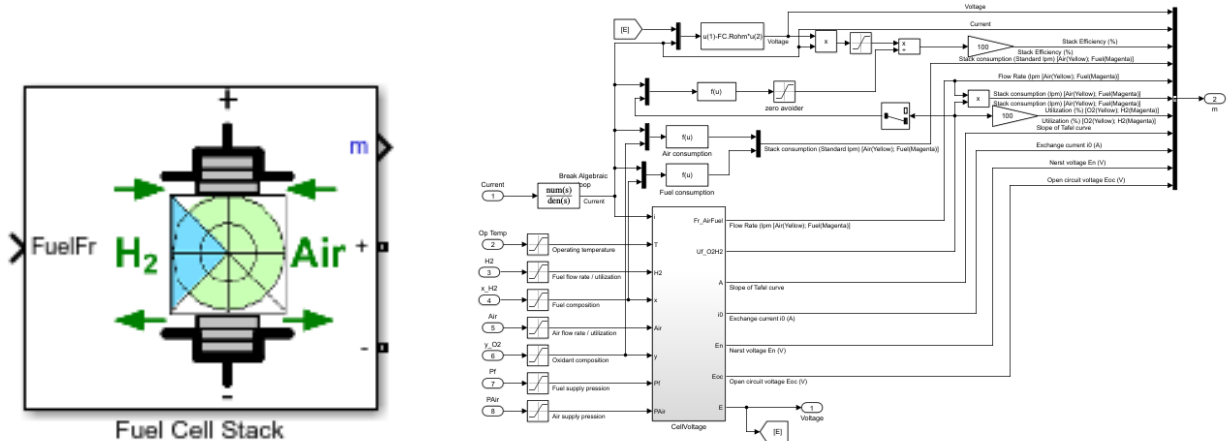 +
m
FuelFr
H2
Air
+
-
-
Fuel Cell Stack
[E]
u(1)-FC.Rohm*u(2)
Voltage
Voltage
Current
x
x
÷
100
Stack Efficiency (%)
Stack Efficiency (%)
Stack consumption (Standard lpm) [Air(Yellow); Fuel(Magenta)]
Flow Rate (lpm [Air(Yellow); Fuel(Magenta)]
f(u)
zero avoider
x
Stack consumption (lpm) [Air(Yellow); Fuel(Magenta)]
Stack consumption (lpm) [Air(Yellow); Fuel(Magenta)]
100
Utilization (%) [O2(Yellow); H2(Magenta)]
Utilization (%) [O2(Yellow); H2(Magenta)]
Slope of Tafel curve
2
m
f(u)
Air consumption
Stack consumption (Standard lpm) [Air(Yellow); Fuel(Magenta)]
Exchange current i0 (A)
f(u)
Fuel consumption
Nerst voltage En (V)
Open circuit voltage Eoc (V)
Current
1
Break Algebraic
oop
num(s)
den(s)
Current
i
Fr_AirFuel
Flow Rate (lpm [Air(Yellow); Fuel(Magenta)]
Op Temp
2
Operating temperature
T
Uf_O2H2
H2
3
Fuel flow rate / utilization
H2
A
Slope of Tafel curve
x_H2
4
Fuel composition
x
i0
Exchange current i0 (A)
Air
5
Air flow rate / utilization
Air
En
Nerst voltage En (V)
y_O2
6
Oxidant composition
y
Eoc
Open circuit voltage Eoc (V)
Pf
7
Fuel supply pression
Pf
E
1
Voltage
PAir
8
Air supply pression
PAir
CellVoltage
[E]